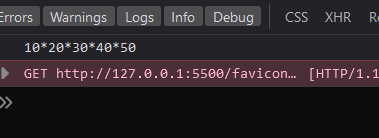 Errors Warnings Logs Info Debug CSS XHR Re
10*20*30*40*50
GET http://127.0.0.1:5500/favicon… [HTTP/1.1